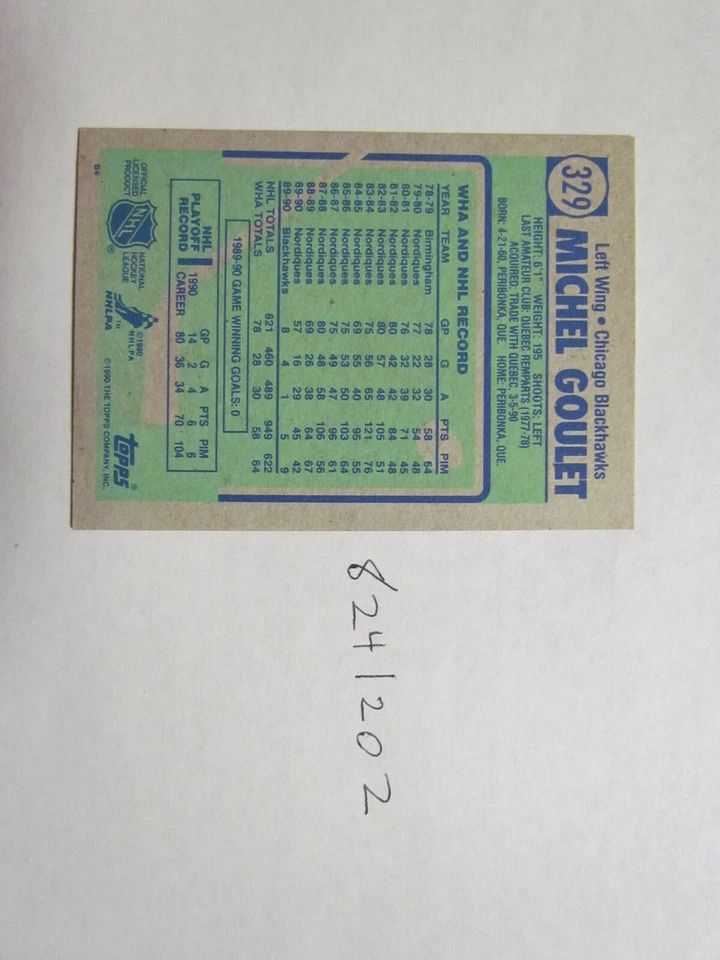 329
Left Wing • Chicago Blackhawks
MICHEL GOULET
HEIGHT: 6'1" WEIGHT: 195 SHOOTS: LEFT
LAST AMATEUR CLUB: QUEBEC REMPARTS (1977-78)
ACQUIRED: TRADE WITH QUEBEC, 3-5-90
BORN: 4-21-60, PERIBONKA, QUE. HOME: PERIBONKA, QUE.
WHA AND NHL RECORD
YEAR TEAM GP G A PTS PIM
78-79 Birmingham 78 28 30 58 64
79-80 Nordiques 77 22 32 54 48
80-81 Nordiques 76 32 39 71 45
81-82 Nordiques 80 42 42 84 48
82-83 Nordiques 80 57 48 105 51
83-84 Nordiques 75 56 65 121 76
84-85 Nordiques 69 55 40 95 55
85-86 Nordiques 75 53 50 103 64
86-87 Nordiques 75 49 47 96 61
87-88 Nordiques 80 48 58 106 56
88-89 Nordiques 69 26 38 64 67
89-90 Nordiques 57 16 29 45 42
89-90 Blackhawks 8 4 1 5 9
NHL TOTALS 821 460 489 949 622
WHA TOTALS 78 28 30 58 64
1989-90 GAME WINNING GOALS: 0
NHL PLAYOFF RECORD
GP G A PTS PIM
1990 14 2 4 6 6
CAREER 80 36 34 70 104
OFFICIAL LICENSED PRODUCT
NHL ®
NATIONAL HOCKEY LEAGUE
NHLPA ™
©1990 NHLPA
topps ®
© 1990 THE TOPPS COMPANY, INC.
B*
8241202